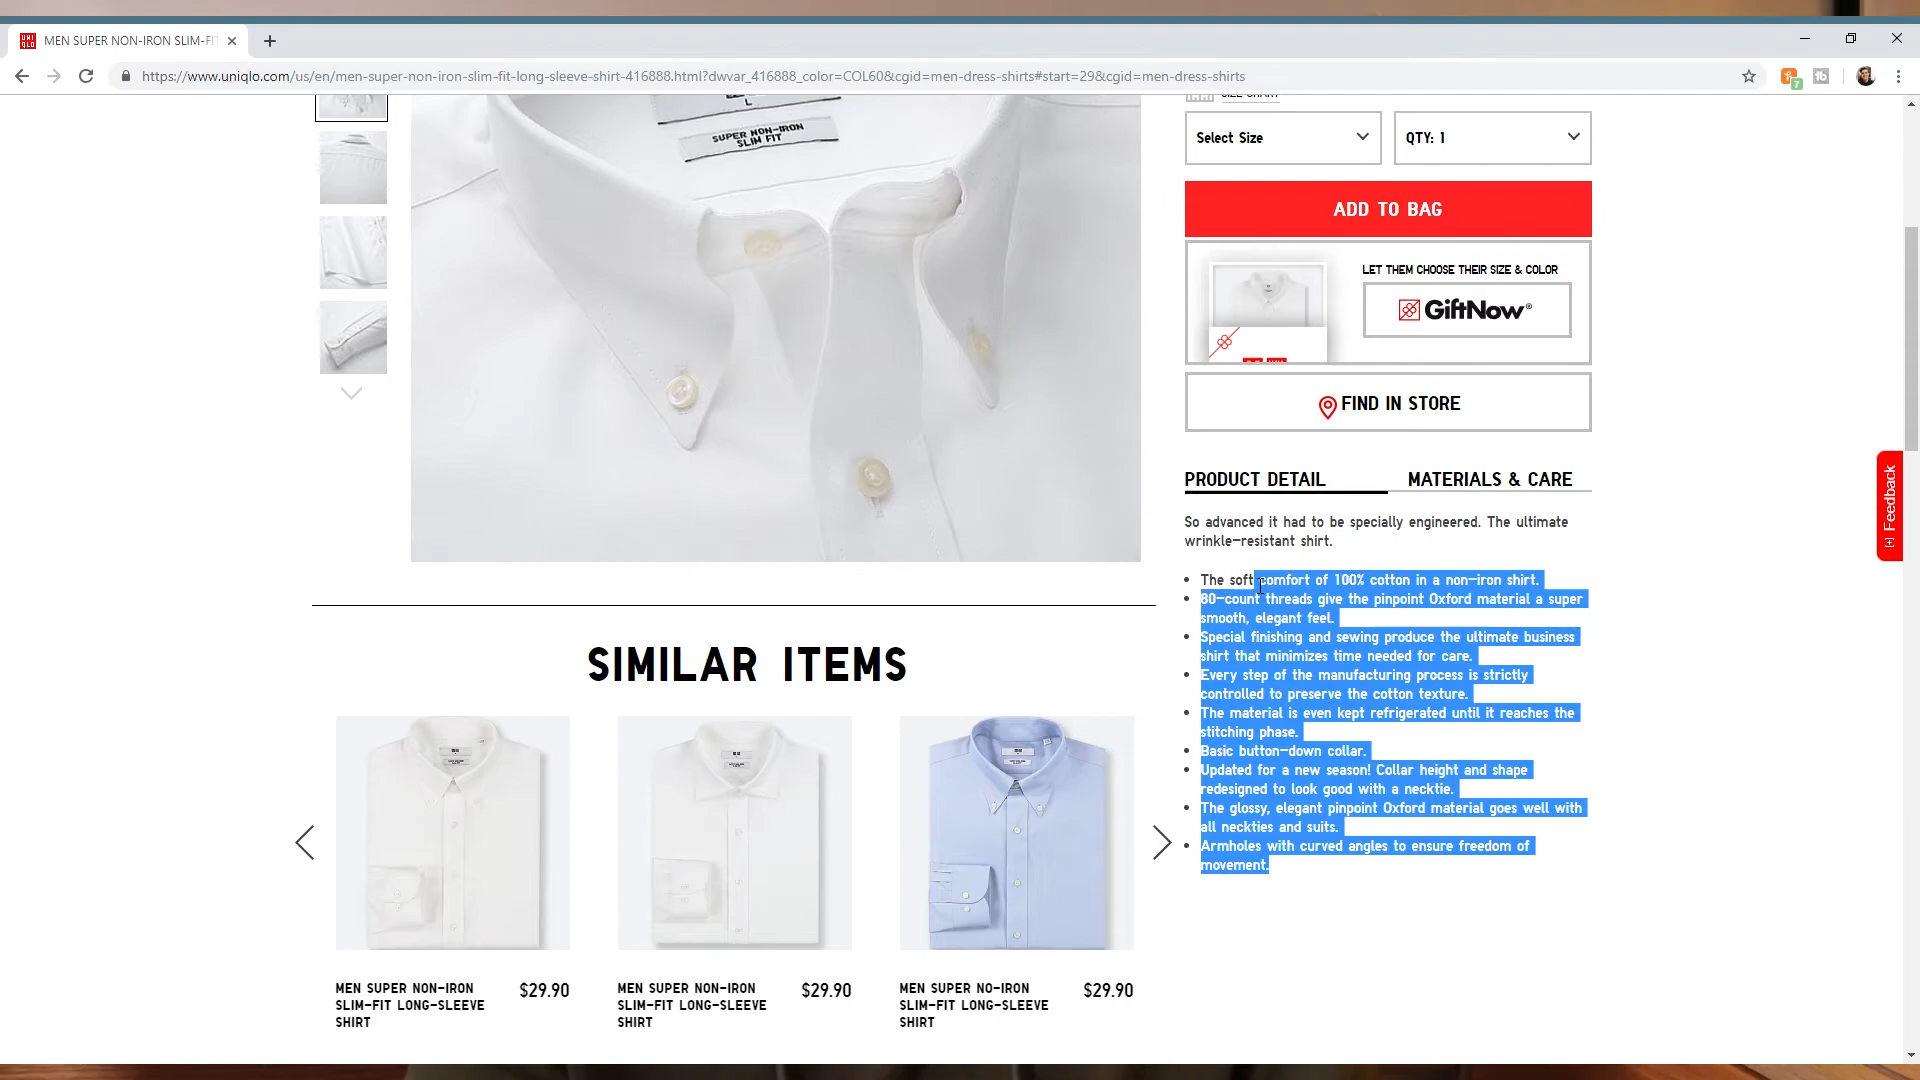 MEN SUPER NON-IRON SLIM-FI
https://www.uniqlo.com/us/en/men-super-non-iron-slim-fit-long-sleeve-shirt-416888.html?dwvar_416888_color=COL60&cgid=men-dress-shirts#start=29&cgid=men-dress-shirts
7
L
SUPER NON-IRON
SLIM FIT
SIZE CHART
Select Size
QTY: 1
ADD TO BAG
LET THEM CHOOSE THEIR SIZE & COLOR
GiftNow®
FIND IN STORE
PRODUCT DETAIL
MATERIALS & CARE
So advanced it had to be specially engineered. The ultimate
wrinkle-resistant shirt.
• The soft comfort of 100% cotton in a non-iron shirt.
• 80-count threads give the pinpoint Oxford material a super
smooth, elegant feel.
• Special finishing and sewing produce the ultimate business
shirt that minimizes time needed for care.
• Every step of the manufacturing process is strictly
controlled to preserve the cotton texture.
• The material is even kept refrigerated until it reaches the
stitching phase.
• Basic button-down collar.
• Updated for a new season! Collar height and shape
redesigned to look good with a necktie.
• The glossy, elegant pinpoint Oxford material goes well with
all neckties and suits.
• Armholes with curved angles to ensure freedom of
movement.
[+] Feedback
SIMILAR ITEMS
MEN SUPER NON-IRON
SLIM-FIT LONG-SLEEVE
SHIRT
$29.90
MEN SUPER NON-IRON
SLIM-FIT LONG-SLEEVE
SHIRT
$29.90
MEN SUPER NO-IRON
SLIM-FIT LONG-SLEEVE
SHIRT
$29.90